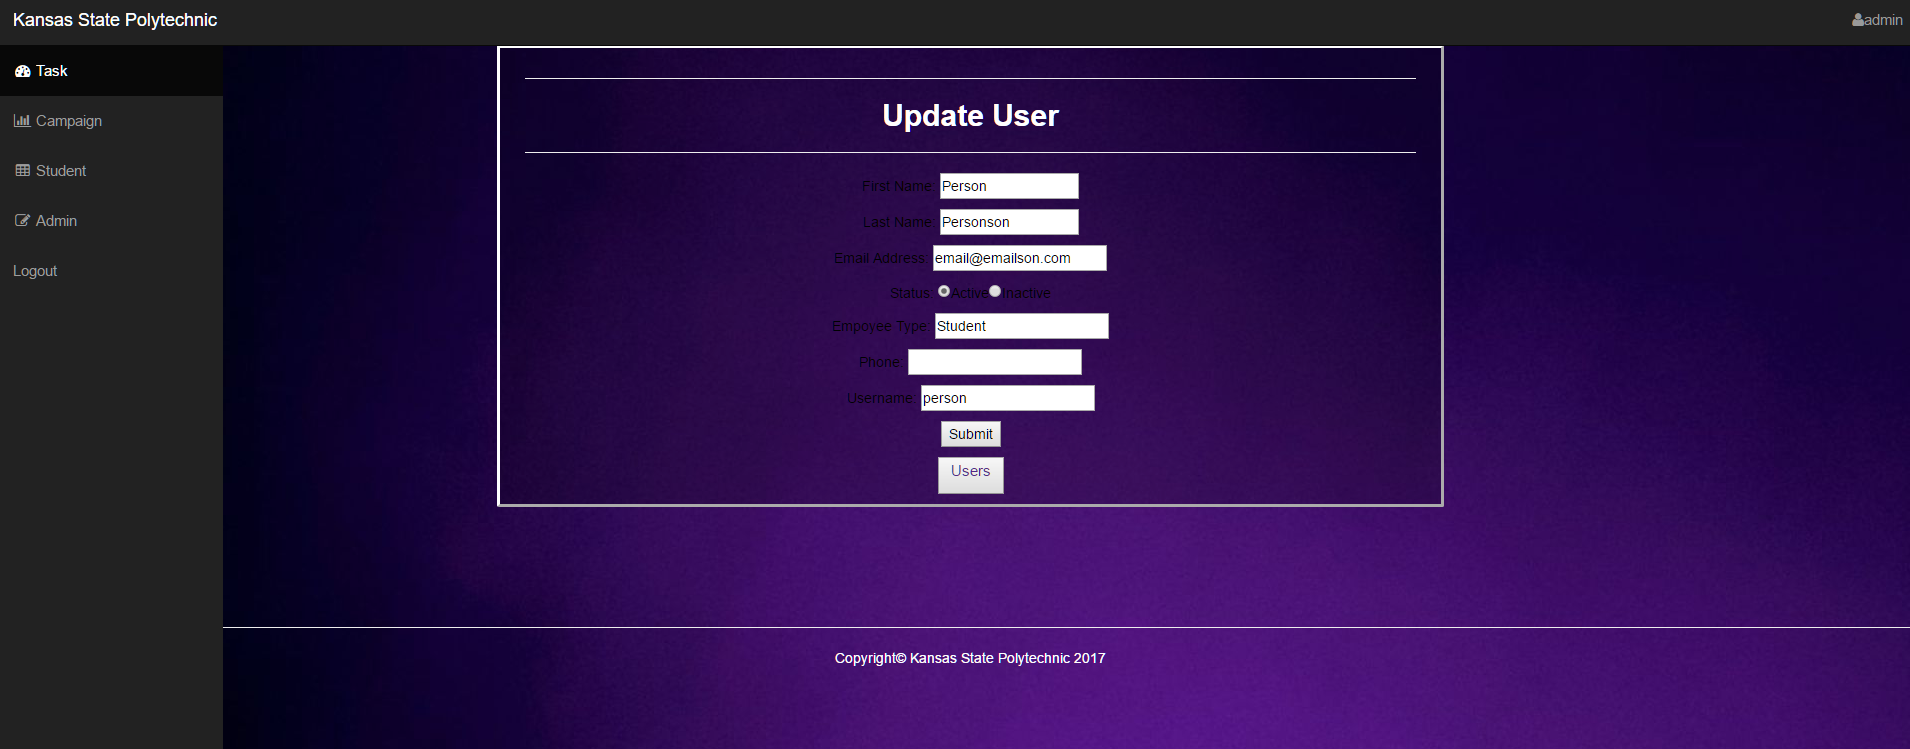 Kansas State Polytechnic
admin
Task
Campaign
Student
Admin
Logout
Update User
First Name: Person
Last Name: Personson
Email Address: email@emailson.com
Status: Active Inactive
Empoyee Type: Student
Phone:
Username: person
Submit
Users
Copyright© Kansas State Polytechnic 2017